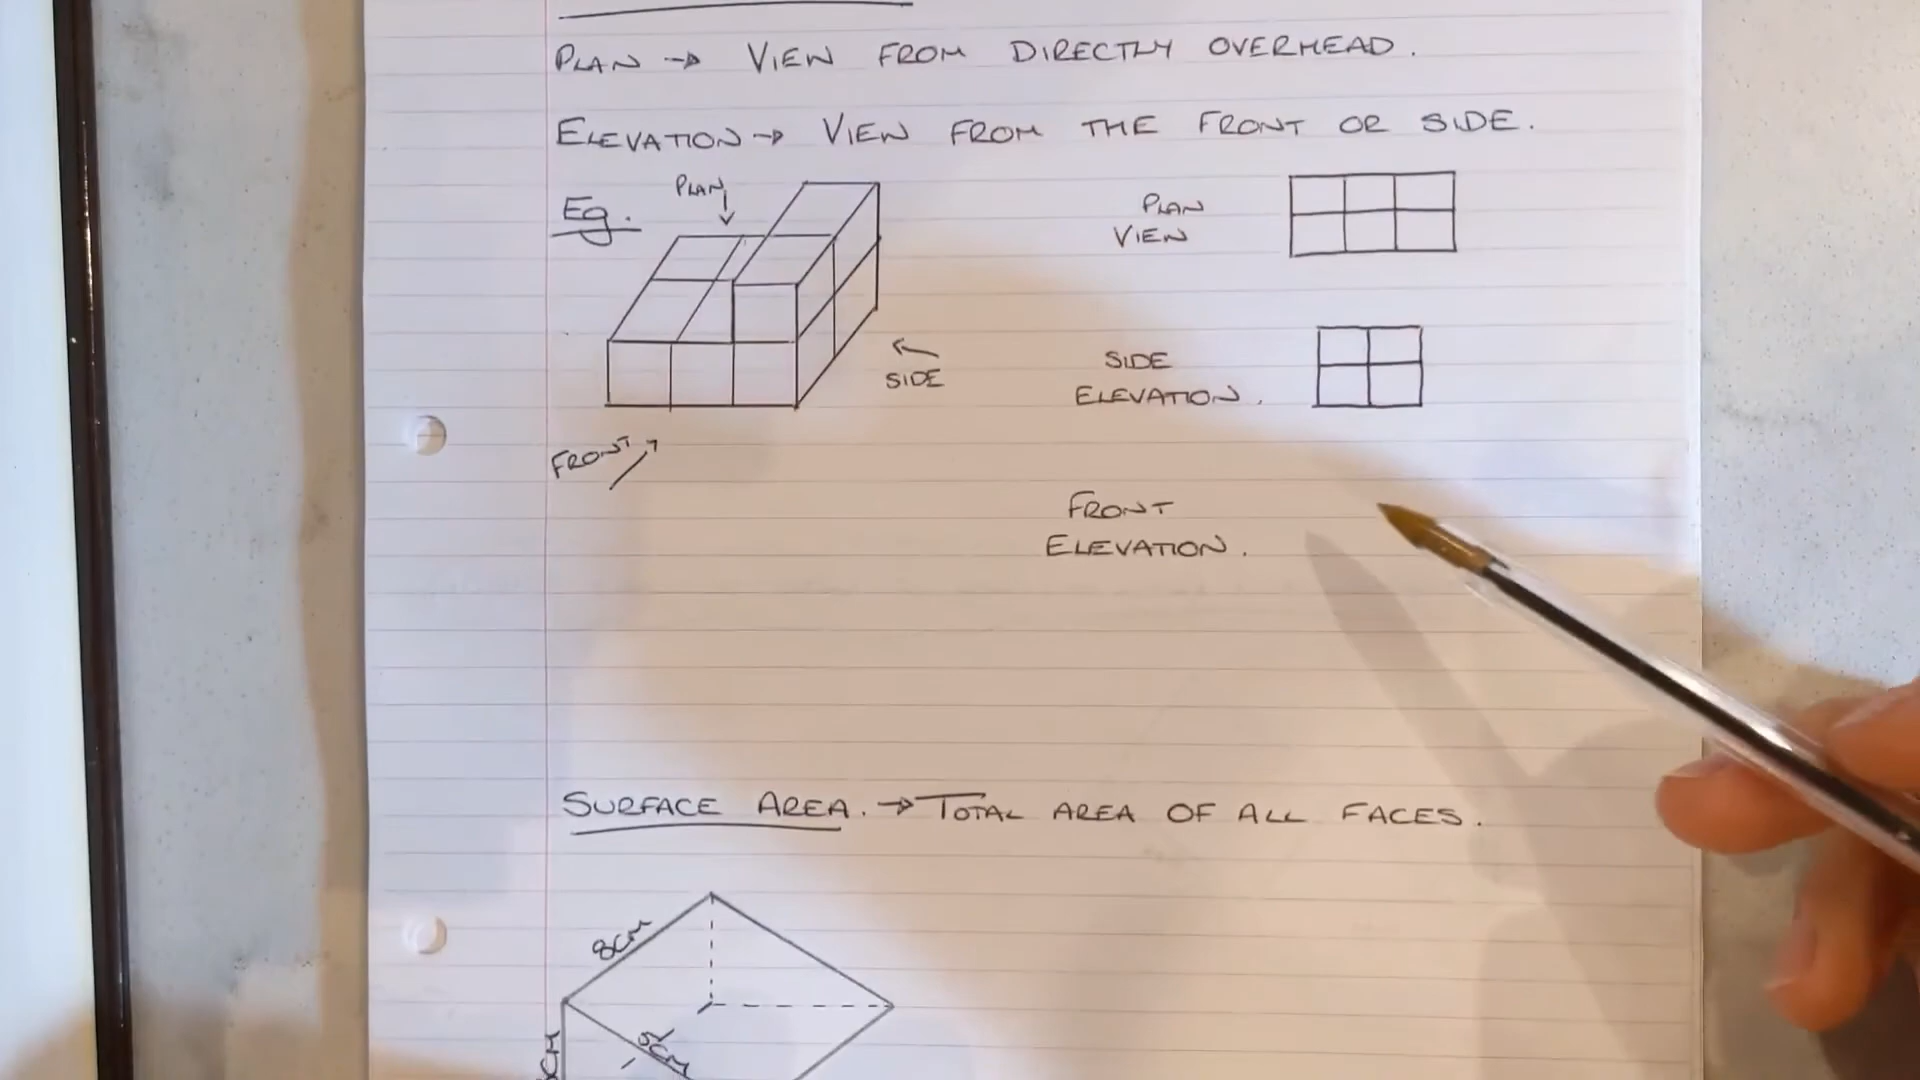 PLAN → VIEW FROM DIRECTLY OVERHEAD.
ELEVATION → VIEW FROM THE FRONT OR SIDE.
Eg.
PLAN
SIDE
FRONT
PLAN
VIEW
SIDE
ELEVATION.
FRONT
ELEVATION.
SURFACE AREA. → TOTAL AREA OF ALL FACES.
8CM
5CM
CM